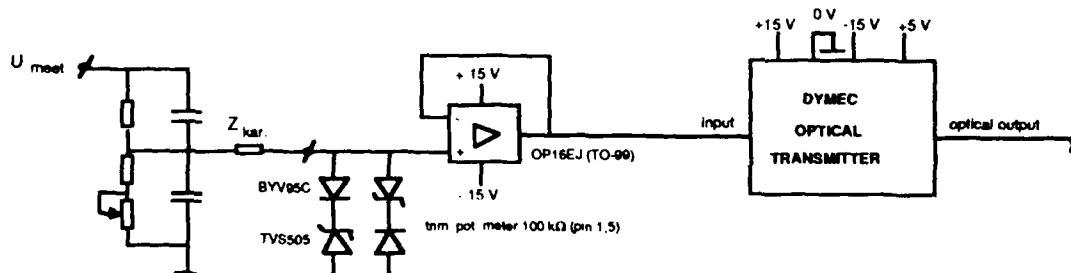 U meet
Z kar.
BYV95C
TVS505
+ 15 V
-
+
- 15 V
OP16EJ (TO-99)
trim pot meter 100 kΩ (pin 1,5)
input
+15 V
0 V
-15 V
+5 V
DYMEC
OPTICAL
TRANSMITTER
optical output